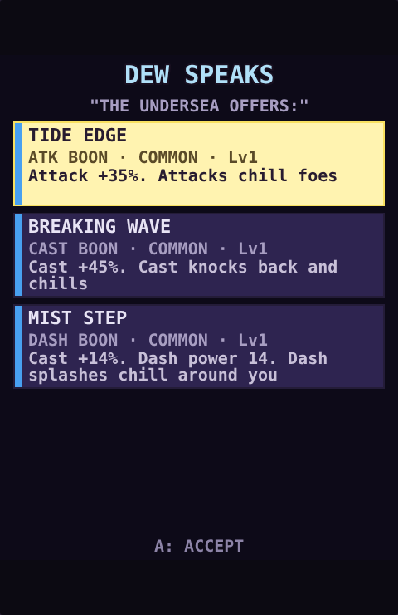 DEW SPEAKS
"THE UNDERSEA OFFERS:"
TIDE EDGE
ATK BOON · COMMON · Lv1
Attack +35%. Attacks chill foes
BREAKING WAVE
CAST BOON · COMMON · Lv1
Cast +45%. Cast knocks back and
chills
MIST STEP
DASH BOON · COMMON · Lv1
Cast +14%. Dash power 14. Dash
splashes chill around you
A: ACCEPT